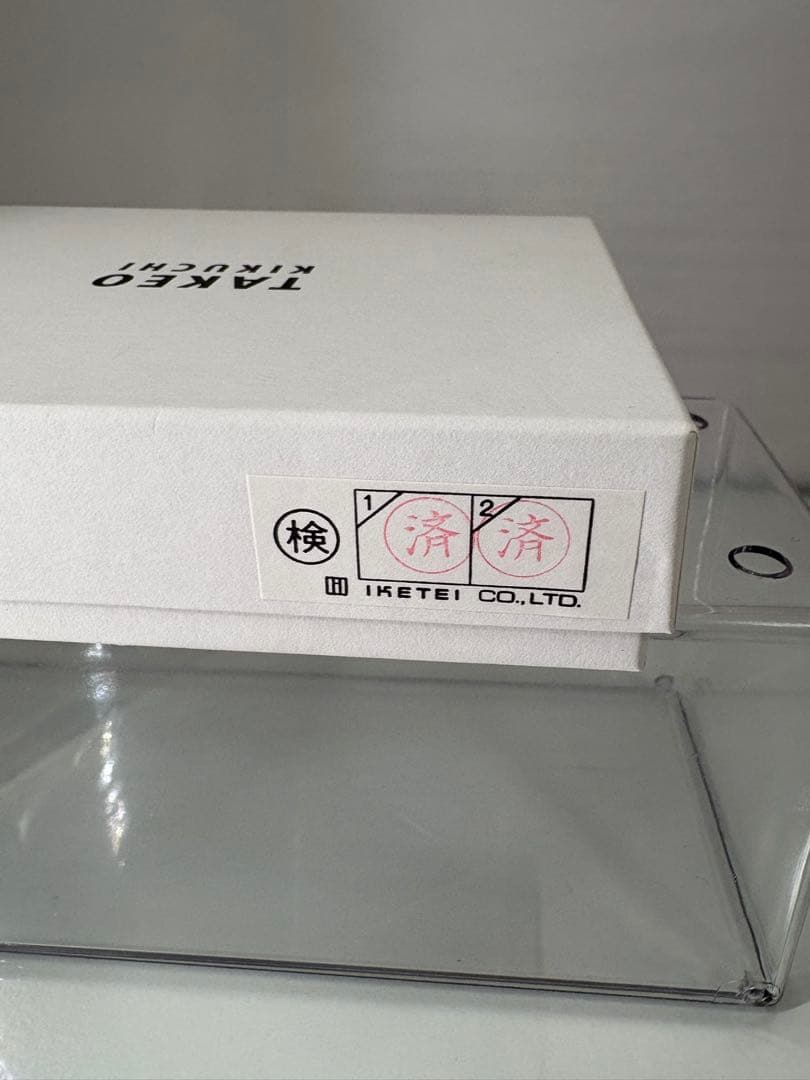 TAKEO
KIKUCHI
検 1 済 2 済
IKETEI CO.,LTD.